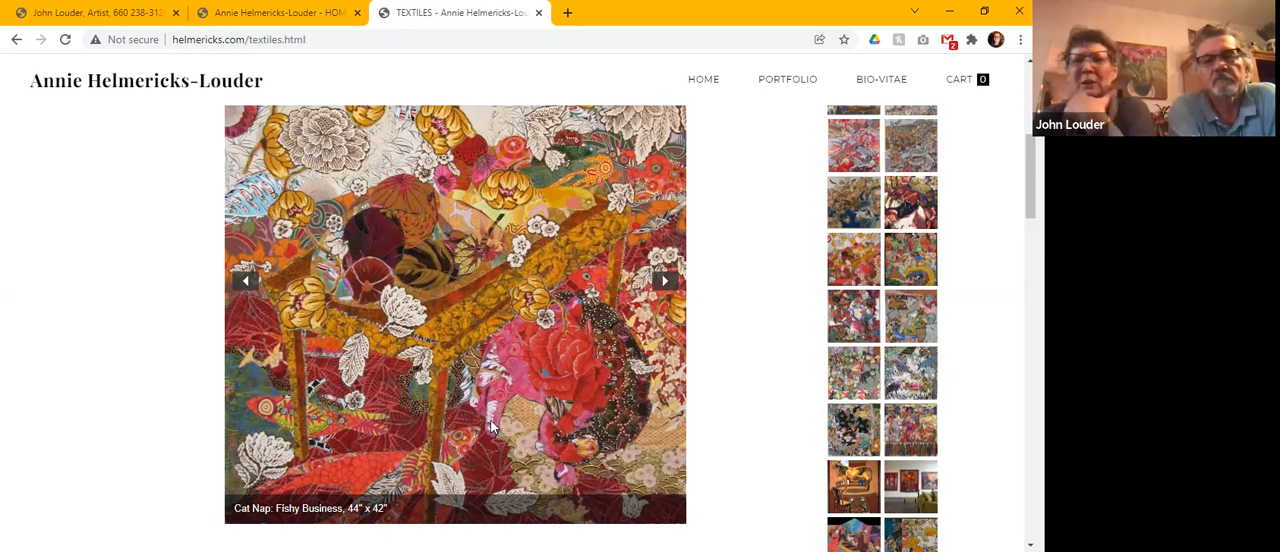 John Louder, Artist, 660 238-312
Annie Helmericks-Louder - HOM
TEXTILES - Annie Helmericks-Lou
Not secure
helmericks.com/textiles.html
2
Annie Helmericks-Louder
HOME
PORTFOLIO
BIO-VITAE
CART 0
John Louder
Cat Nap: Fishy Business, 44" x 42"